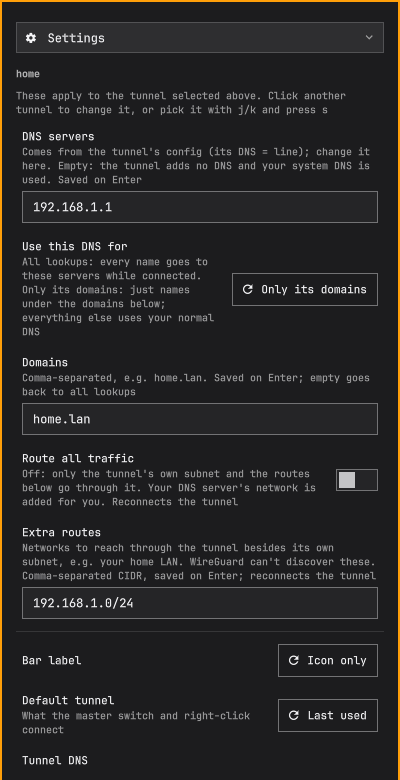 Settings
home
These apply to the tunnel selected above. Click another
tunnel to change it, or pick it with j/k and press s
DNS servers
Comes from the tunnel's config (its DNS = line); change it
here. Empty: the tunnel adds no DNS and your system DNS is
used. Saved on Enter
192.168.1.1
Use this DNS for
All lookups: every name goes to
these servers while connected.
Only its domains: just names
under the domains below;
everything else uses your normal
DNS
Only its domains
Domains
Comma-separated, e.g. home.lan. Saved on Enter; empty goes
back to all lookups
home.lan
Route all traffic
Off: only the tunnel's own subnet and the routes
below go through it. Your DNS server's network is
added for you. Reconnects the tunnel
Extra routes
Networks to reach through the tunnel besides its own
subnet, e.g. your home LAN. WireGuard can't discover these.
Comma-separated CIDR, saved on Enter; reconnects the tunnel
192.168.1.0/24
Bar label
Icon only
Default tunnel
What the master switch and right-click
connect
Last used
Tunnel DNS